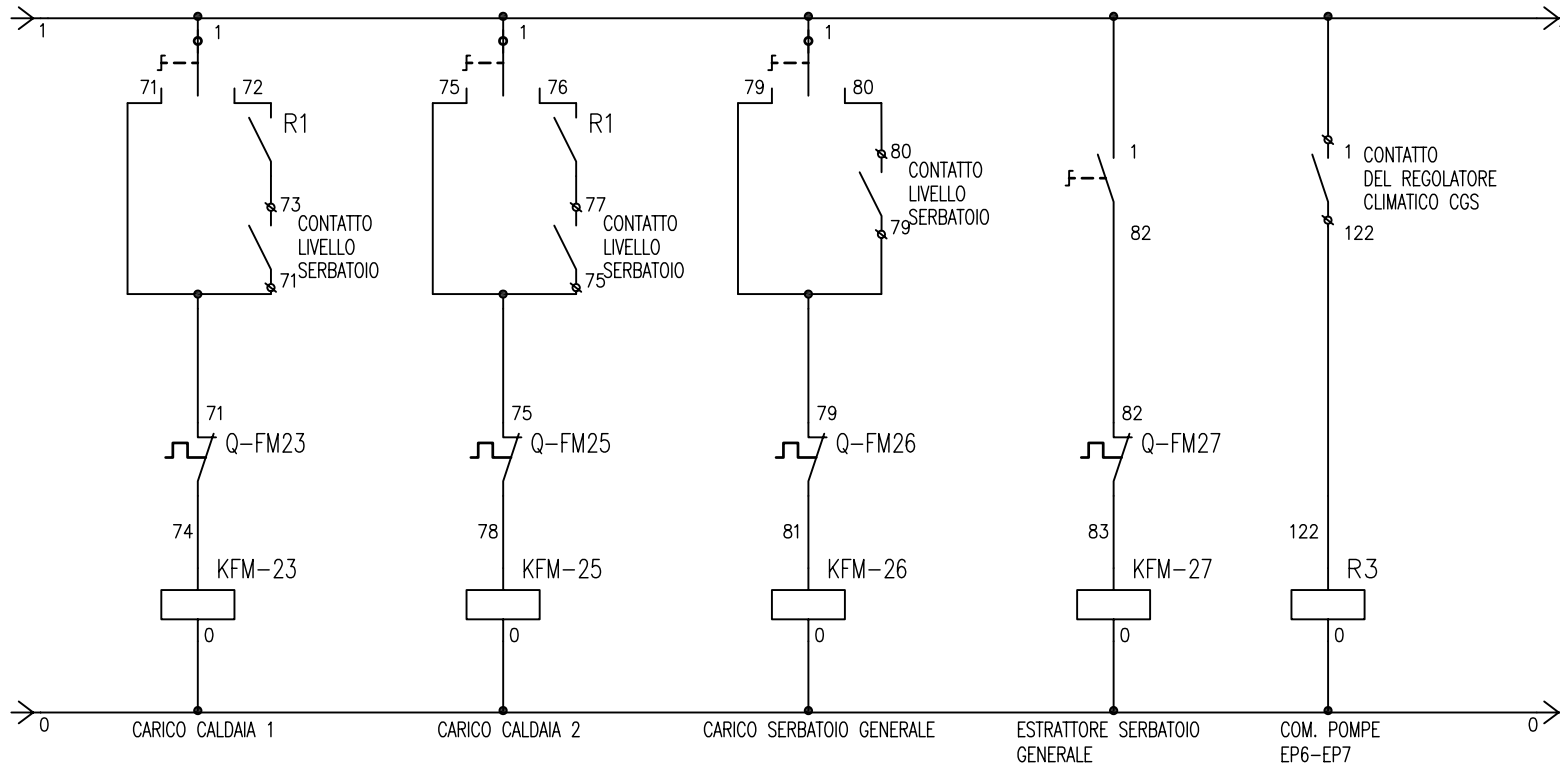 1
1
1
1
71
72
75
76
79
80
R1
R1
80
1
1
CONTATTO
DEL REGOLATORE
CLIMATICO CGS
CONTATTO
LIVELLO
SERBATOIO
73
77
79
82
122
CONTATTO
LIVELLO
SERBATOIO
CONTATTO
LIVELLO
SERBATOIO
71
75
71
75
79
82
Q-FM23
Q-FM25
Q-FM26
Q-FM27
74
78
81
83
122
KFM-23
KFM-25
KFM-26
KFM-27
R3
0
0
0
0
0
0
0
CARICO CALDAIA 1
CARICO CALDAIA 2
CARICO SERBATOIO GENERALE
ESTRATTORE SERBATOIO
GENERALE
COM. POMPE
EP6-EP7